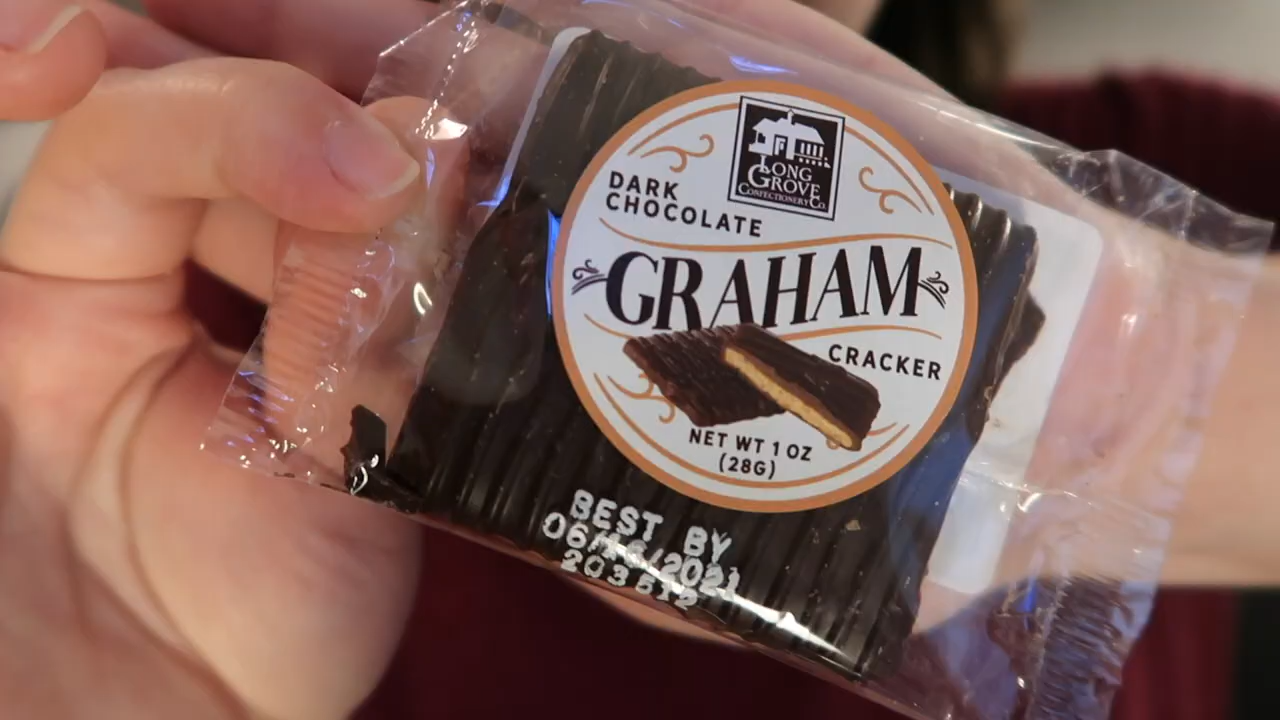 LONG
GROVE
CONFECTIONERY CO.
DARK
CHOCOLATE
GRAHAM
CRACKER
NET WT 1 OZ
(28G)
BEST BY
203512